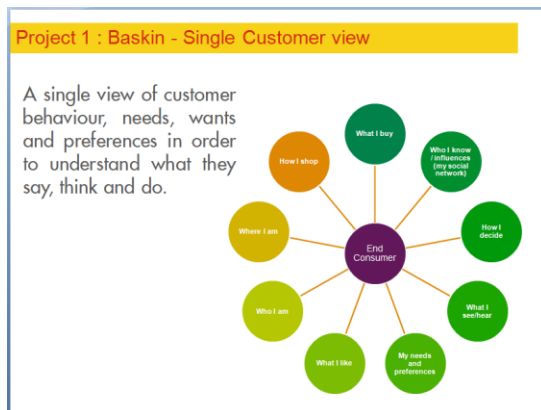 Project 1 : Baskin - Single Customer view
A single view of customer
behaviour, needs, wants
and preferences in order
to understand what they
say, think and do.
What I buy
Who I know
/ influences
(my social
network)
How I
decide
What I
see/hear
My needs
and
preferences
What I like
Who I am
Where I am
How I shop
End
Consumer